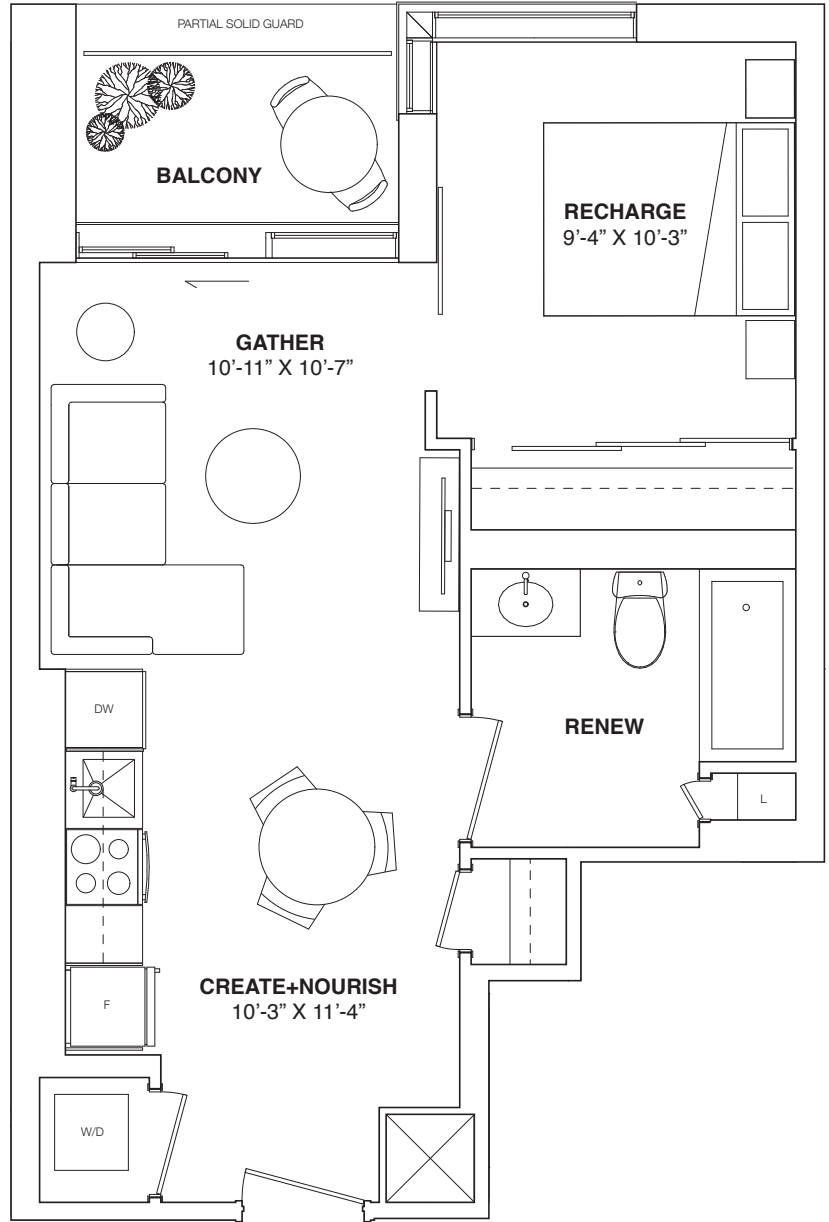 PARTIAL SOLID GUARD
BALCONY
RECHARGE
9’-4” X 10’-3”
GATHER
10’-11” X 10’-7”
DW
RENEW
L
CREATE+NOURISH
10’-3” X 11’-4”
F
W/D